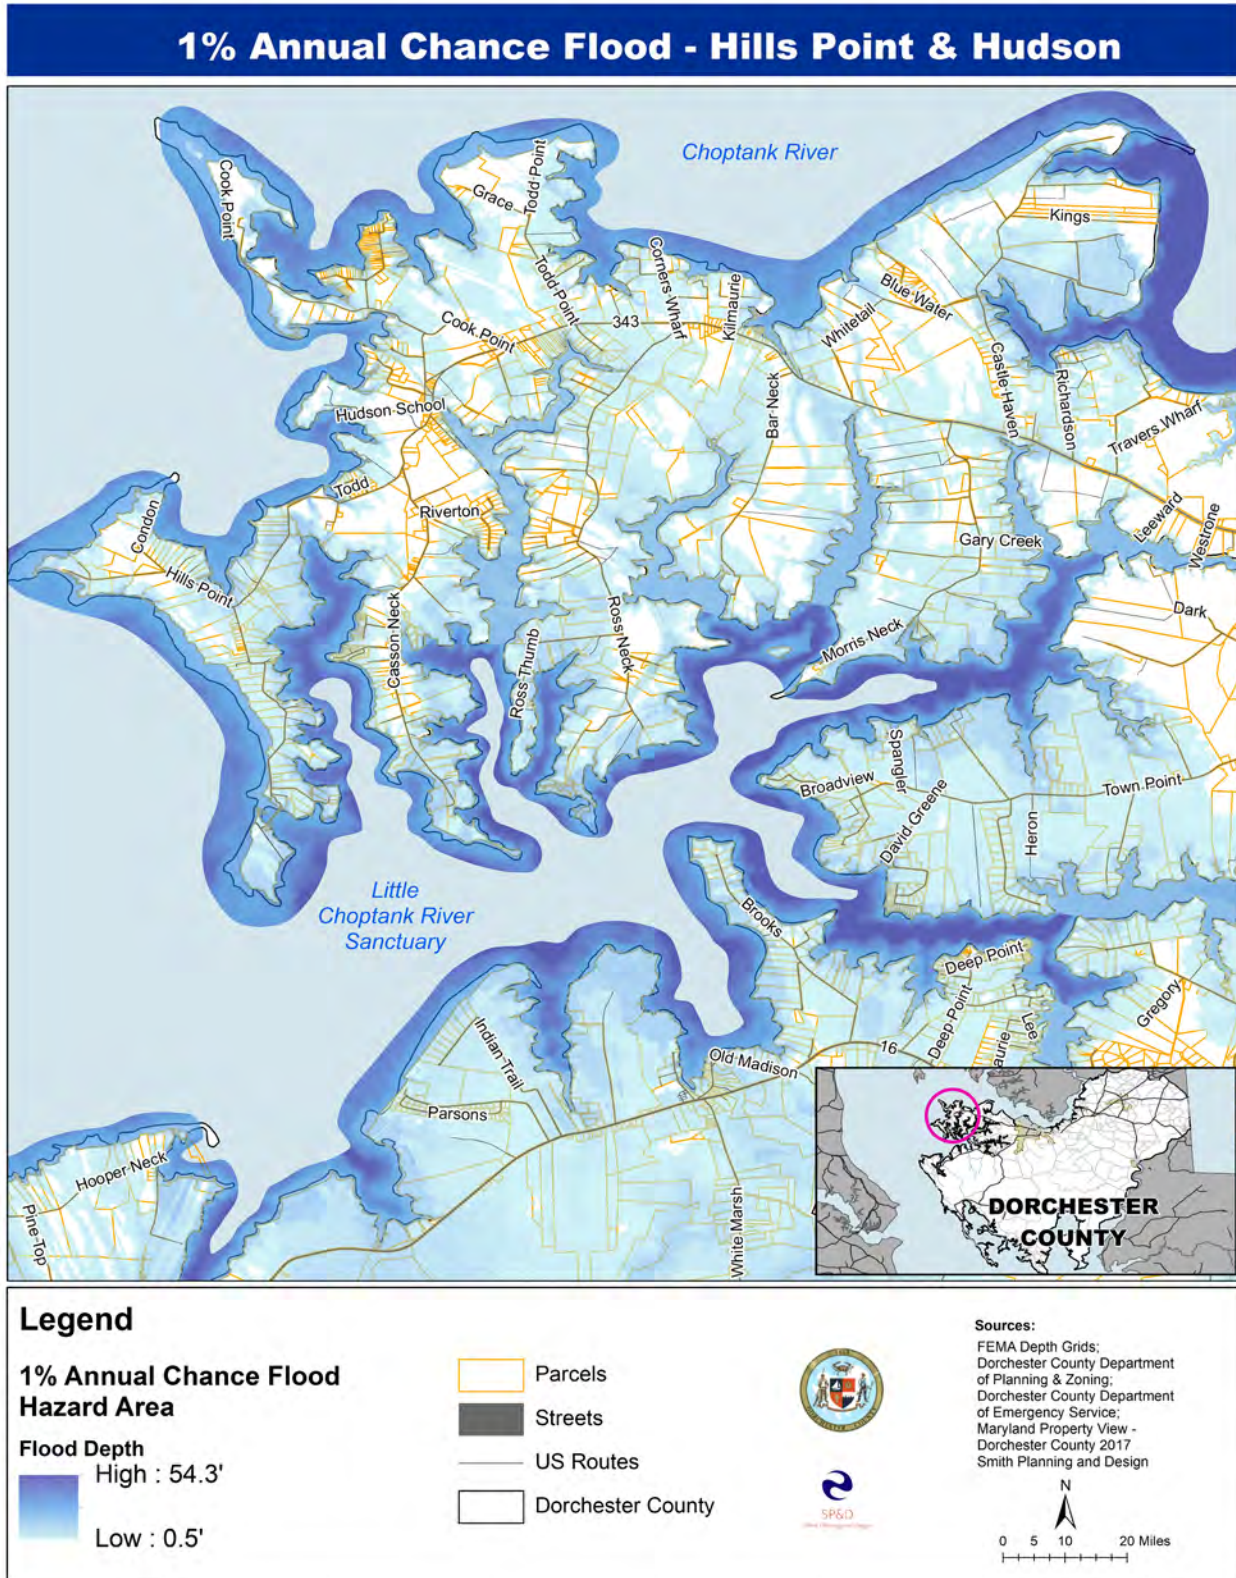 1% Annual Chance Flood - Hills Point & Hudson
Choptank River
Cook Point
Grace
Todd Point
Kings
Corners Wharf
Kilmaurie
Todd Point
Blue Water
Whitetail
343
Cook Point
Castle Haven
Richardson
Travers Wharf
Bar Neck
Hudson School
Todd
Riverton
Leeward
Westrone
Condon
Gary Creek
Hills Point
Dark
Casson Neck
Ross Neck
Ross Thumb
Morris Neck
Spangler
Broadview
Town Point
David Greene
Heron
Little
Choptank River
Sanctuary
Brooks
Deep Point
Gregory
Deep Point
Lee
aurie
16
Indian Trail
Old Madison
Parsons
Hooper Neck
Pine Top
White Marsh
DORCHESTER
COUNTY
Legend
1% Annual Chance Flood
Hazard Area
Flood Depth
High : 54.3'
Low : 0.5'
Parcels
Streets
US Routes
Dorchester County
SP&D
Sources:
FEMA Depth Grids;
Dorchester County Department
of Planning & Zoning;
Dorchester County Department
of Emergency Service;
Maryland Property View -
Dorchester County 2017
Smith Planning and Design
N
0 5 10 20 Miles